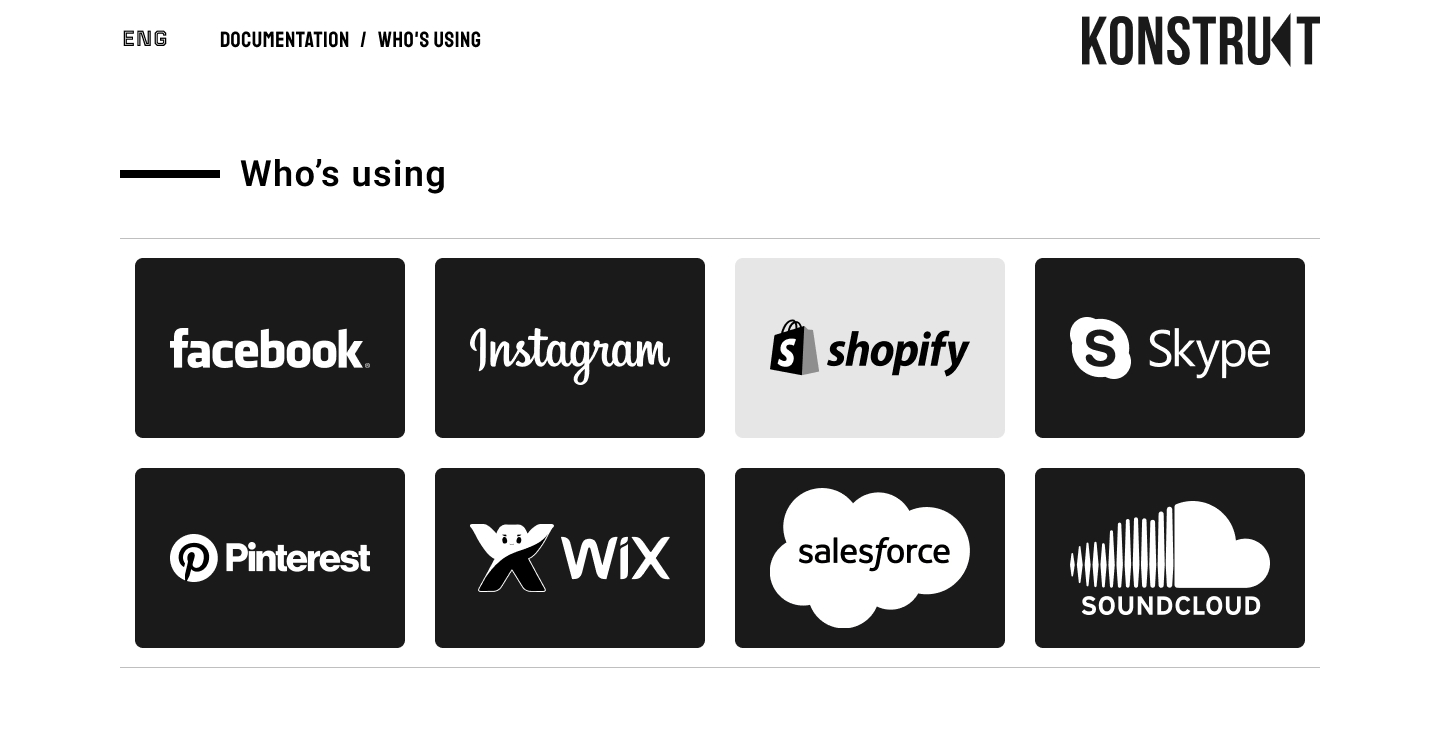 ENG DOCUMENTATION / WHO'S USING KONSTRUKT
Who’s using
facebook® Instagram shopify Skype
Pinterest WiX salesforce SOUNDCLOUD